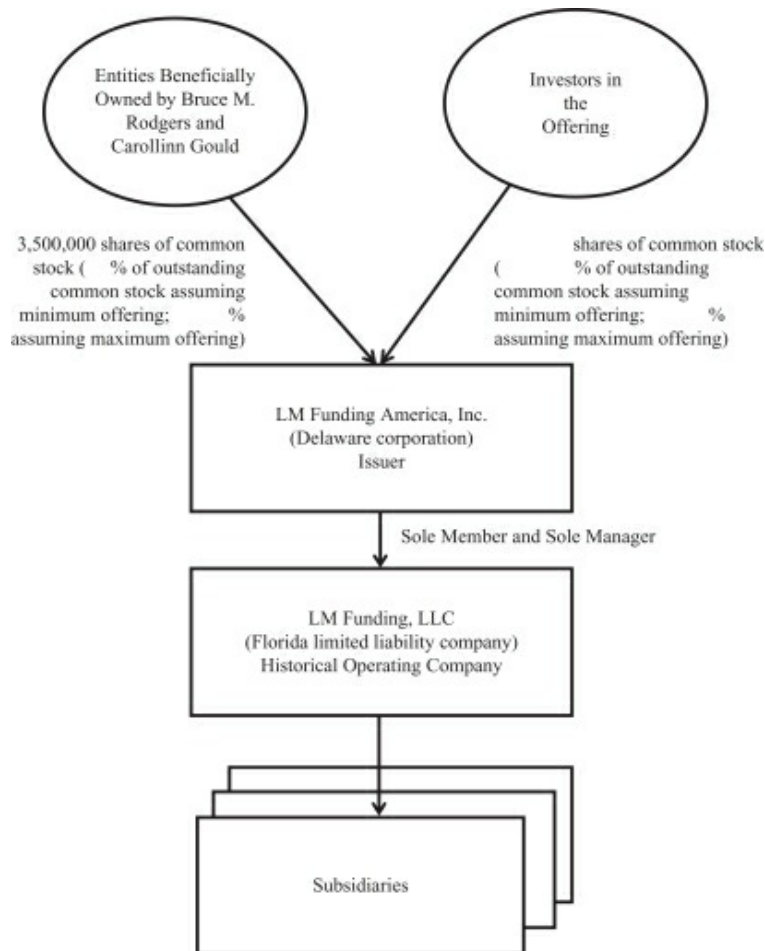 Entities Beneficially
Owned by Bruce M.
Rodgers and
Carollinn Gould
Investors in
the
Offering
3,500,000 shares of common
stock ( % of outstanding
common stock assuming
minimum offering; %
assuming maximum offering)
shares of common stock
( % of outstanding
common stock assuming
minimum offering; %
assuming maximum offering)
LM Funding America, Inc.
(Delaware corporation)
Issuer
Sole Member and Sole Manager
LM Funding, LLC
(Florida limited liability company)
Historical Operating Company
Subsidiaries